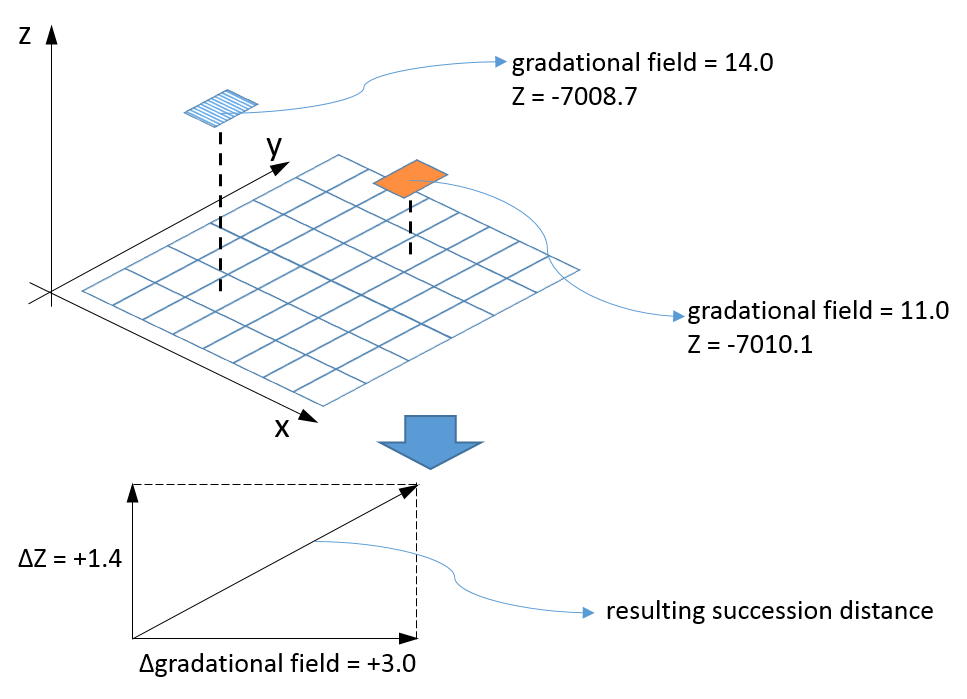 Z
gradational field = 14.0
Z = -7008.7
y
gradational field = 11.0
Z = -7010.1
x
ΔZ = +1.4
resulting succession distance
Δgradational field = +3.0